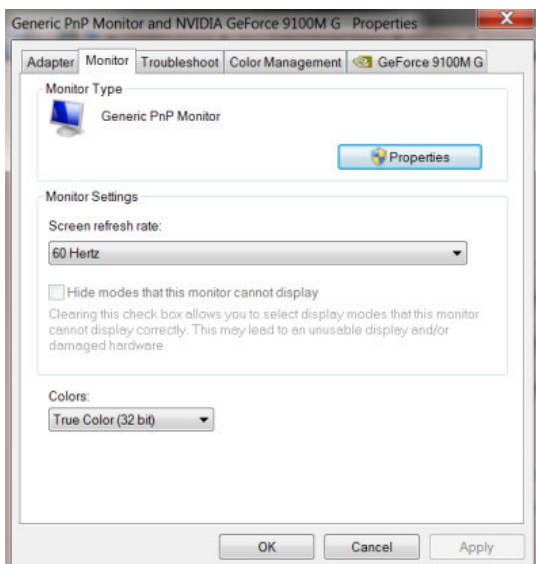 Generic PnP Monitor and NVIDIA GeForce 9100M G Properties
Adapter Monitor Troubleshoot Color Management GeForce 9100M G
Monitor Type
Generic PnP Monitor
Properties
Monitor Settings
Screen refresh rate:
60 Hertz
Hide modes that this monitor cannot display
Clearing this check box allows you to select display modes that this monitor
cannot display correctly. This may lead to an unusable display and/or
damaged hardware.
Colors:
True Color (32 bit)
OK Cancel Apply